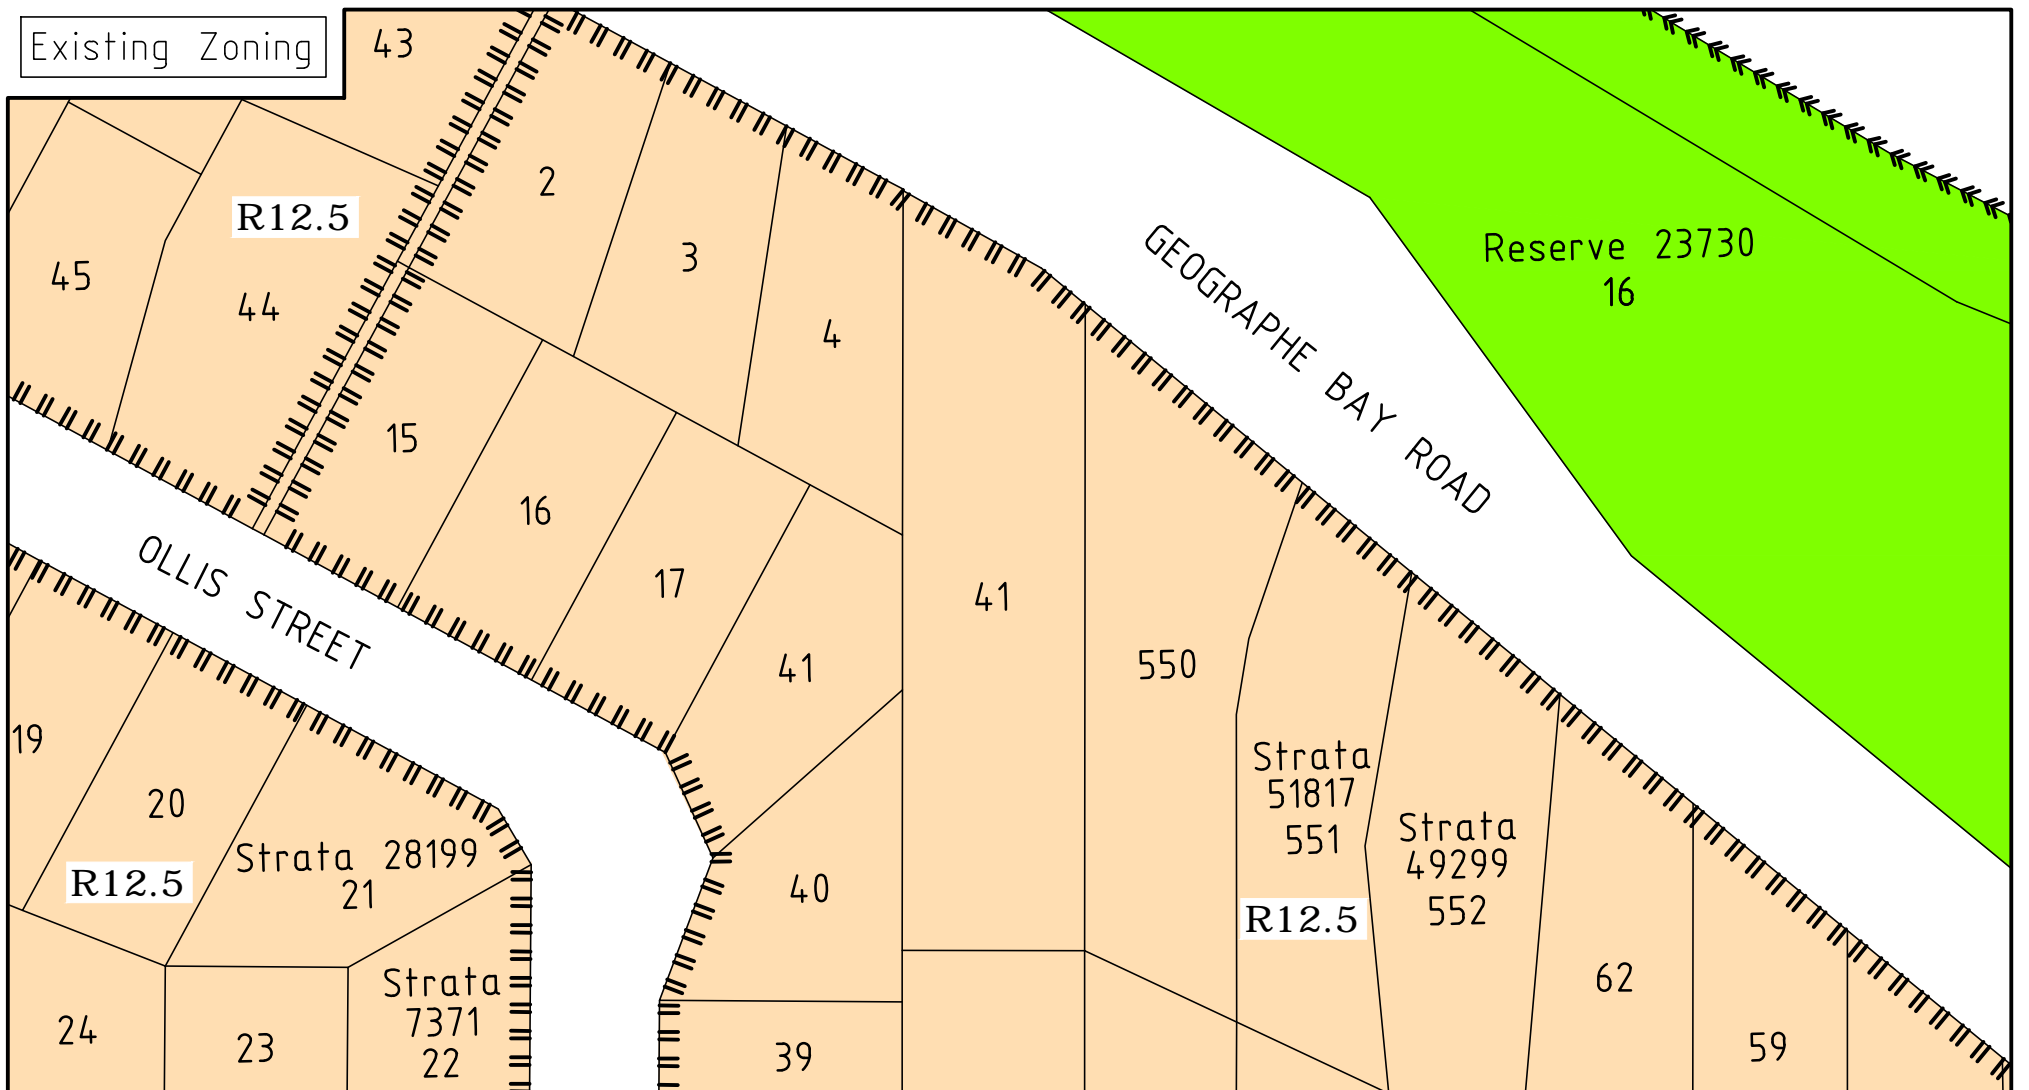 Existing Zoning
43
2
R12.5
3
45
44
4
GEOGRAPHE BAY ROAD
Reserve 23730
16
15
16
17
41
41
OLLIS STREET
550
19
20
Strata 28199
21
R12.5
40
Strata
51817
551
R12.5
Strata
49299
552
62
59
24
23
Strata
7371
22
39